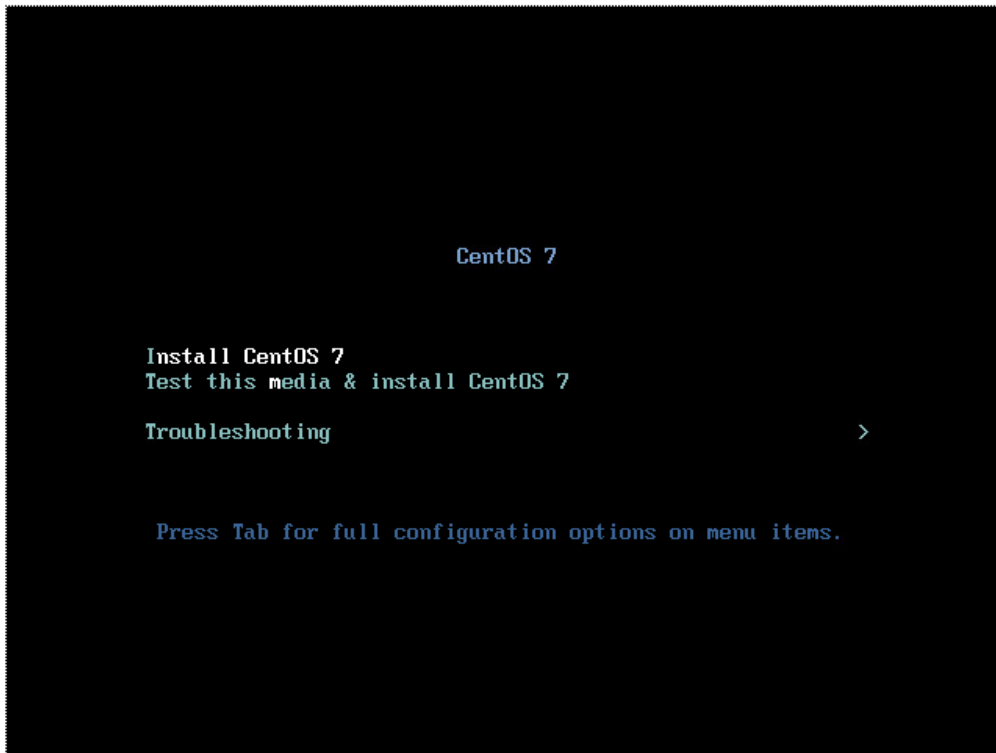 CentOS 7
Install CentOS 7
Test this media & install CentOS 7
Troubleshooting >
Press Tab for full configuration options on menu items.